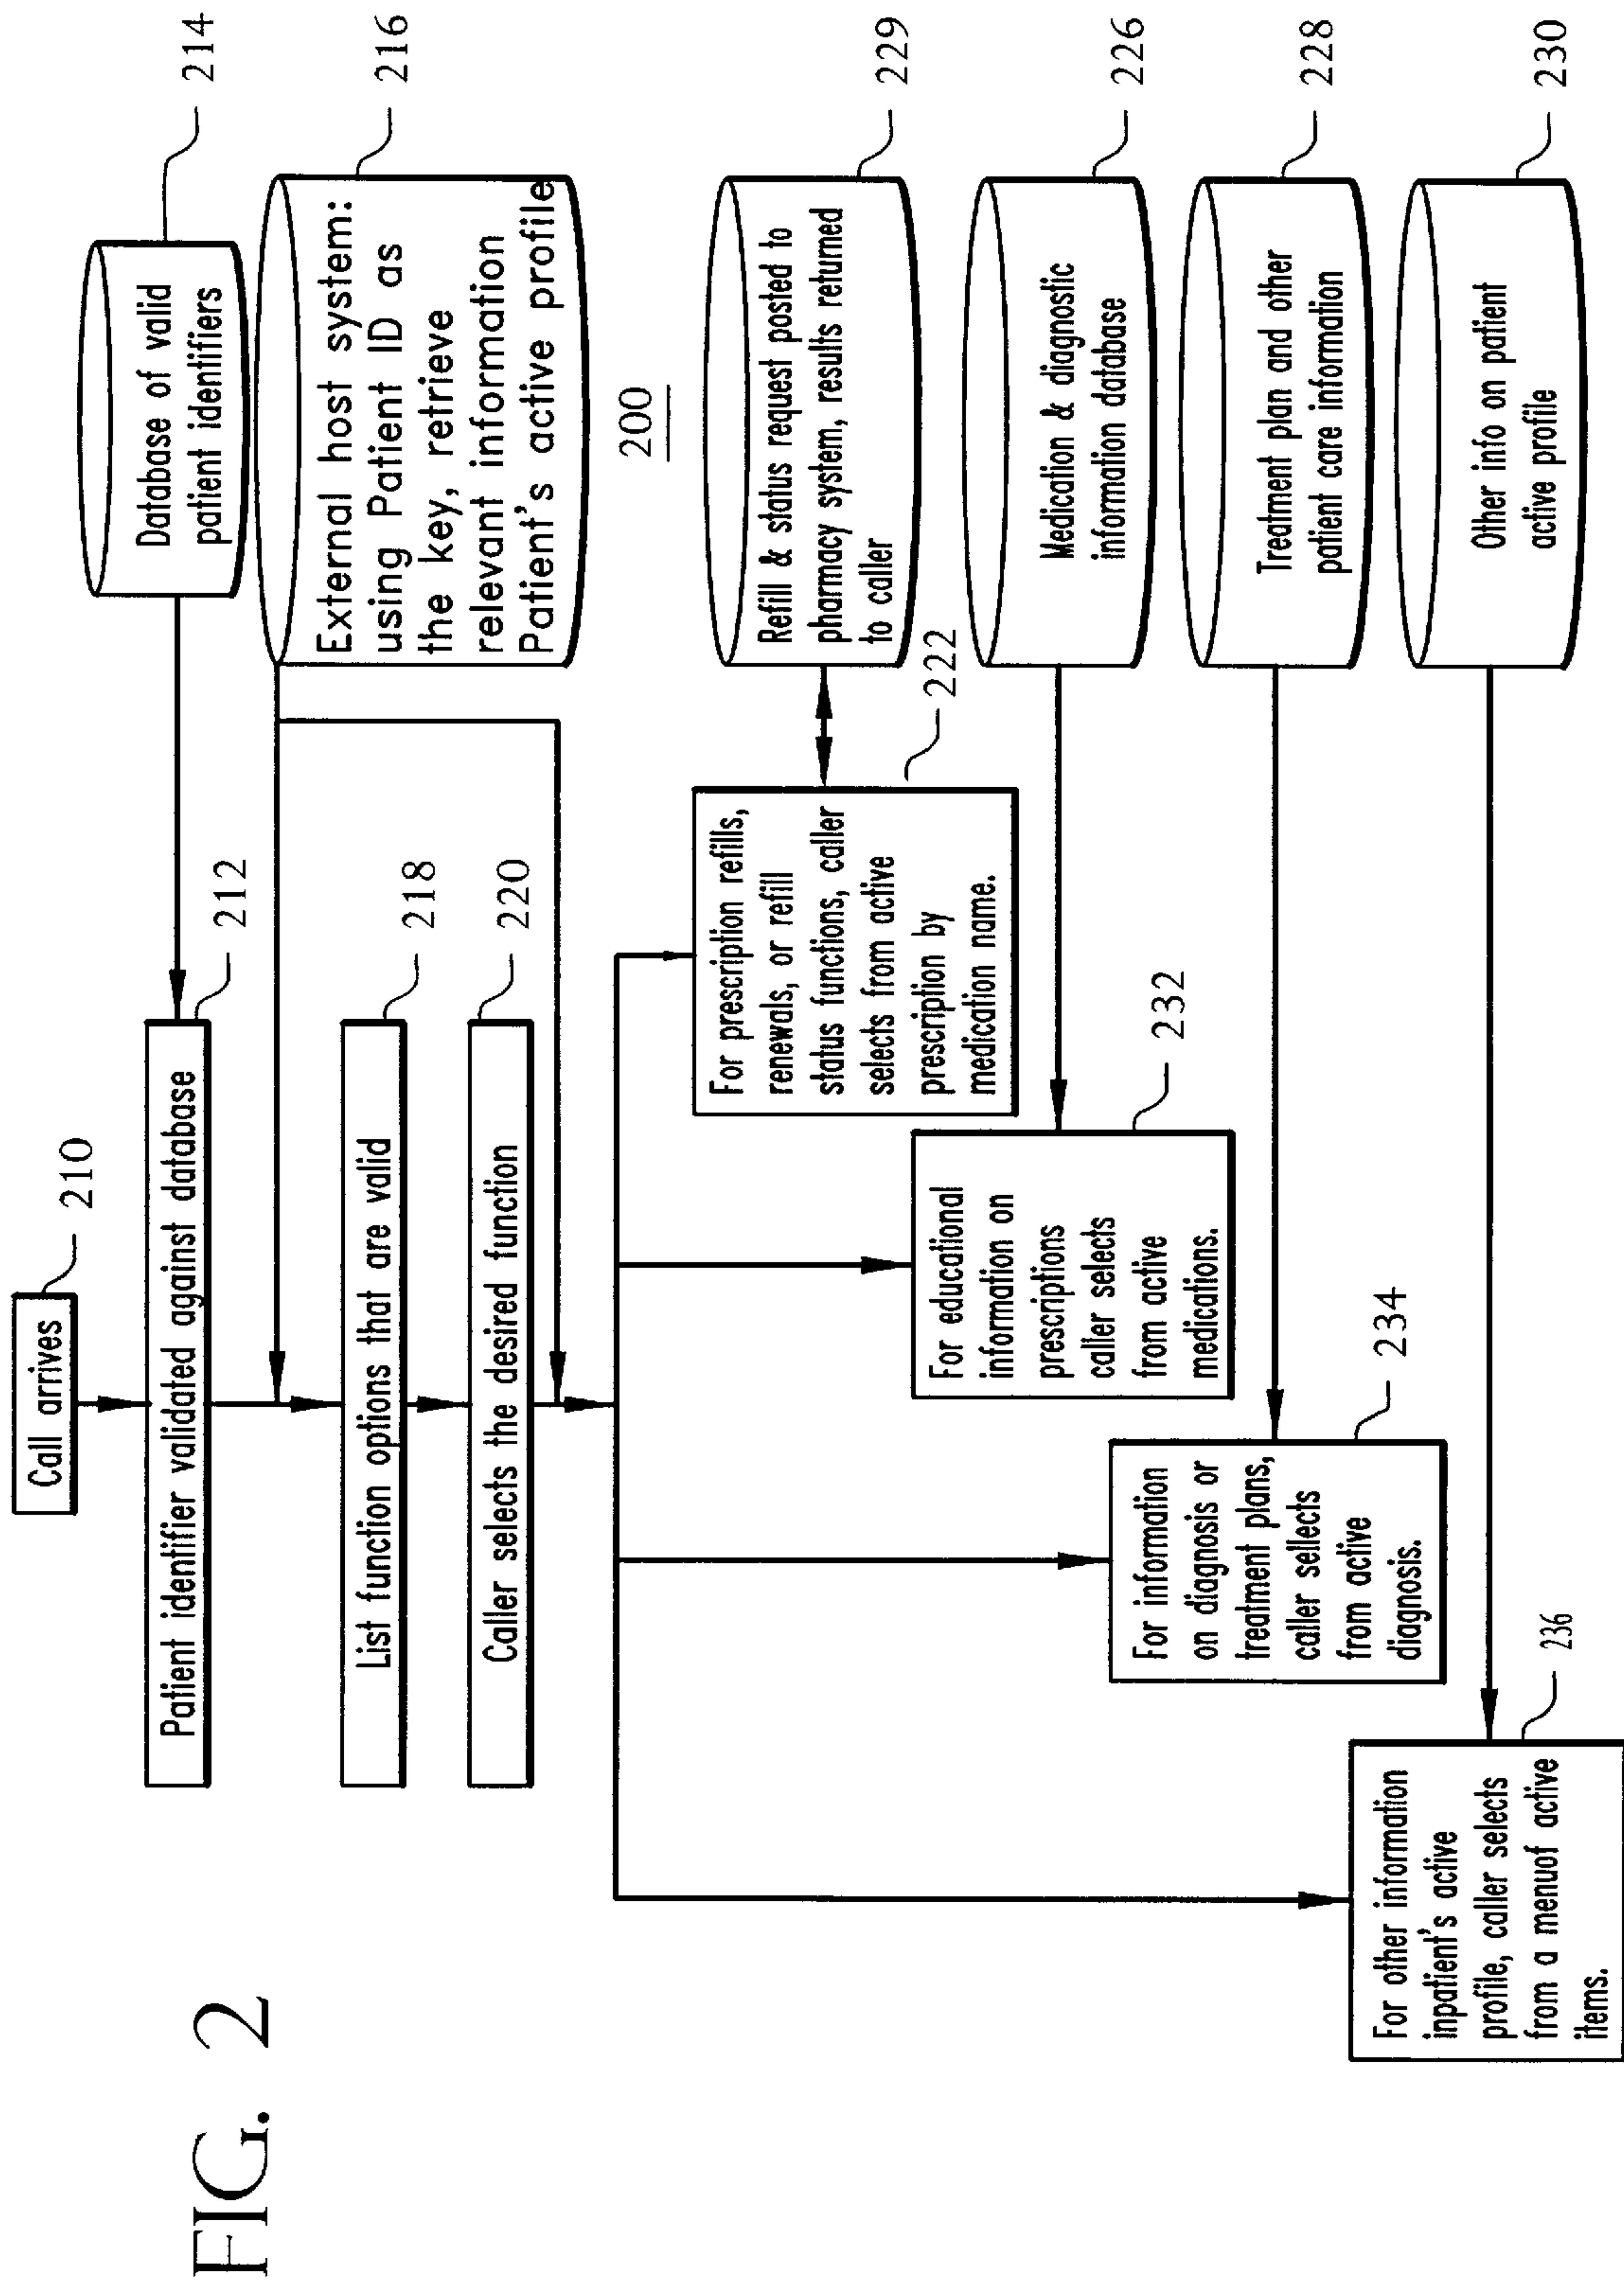 FIG. 2
Call arrives
210
Patient identifier validated against database
212
Database of valid
patient identifiers
214
External host system:
using Patient ID as
the key, retrieve
relevant information
Patient's active profile
216
List function options that are valid
218
Caller selects the desired function
220
200
For prescription refills,
renewals, or refill
status functions, caller
selects from active
prescription by
medication name.
222
Refill & status request posted to
pharmacy system, results returned
to caller
229
For educational
information on
prescriptions
caller selects
from active
medications.
232
Medication & diagnostic
information database
226
For information
on diagnosis or
treatment plans,
caller sellects
from active
diagnosis.
234
Treatment plan and other
patient care information
228
For other information
inpatient's active
profile, caller selects
from a menuof active
items.
236
Other info on patient
active profile
230